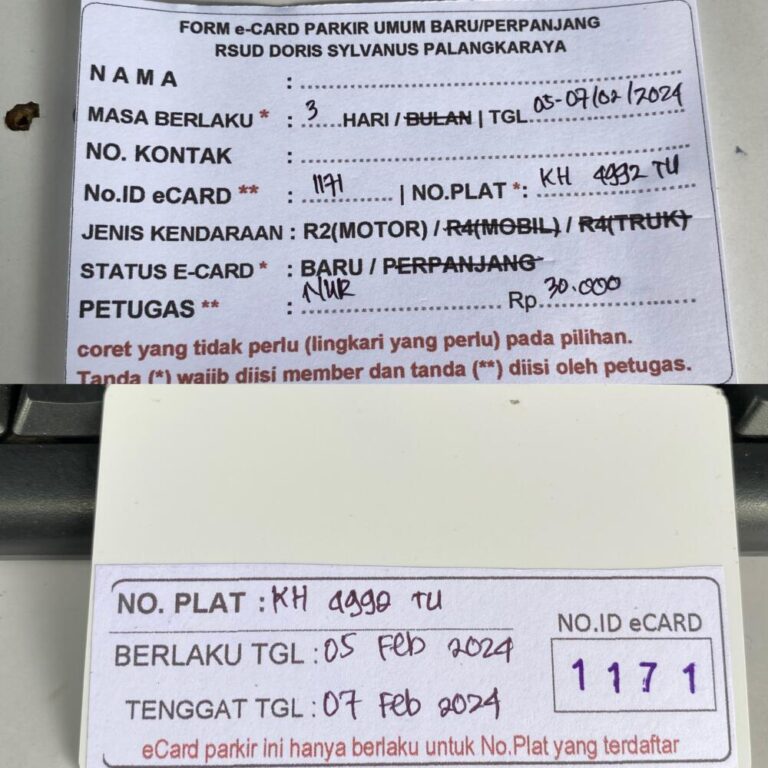 FORM e-CARD PARKIR UMUM BARU/PERPANJANG
RSUD DORIS SYLVANUS PALANGKARAYA
NAMA :
MASA BERLAKU * : 3 HARI / BULAN | TGL 05-07/02/2024
NO. KONTAK :
No.ID eCARD ** : 1171 | NO.PLAT *: KH 4992 TU
JENIS KENDARAAN : R2(MOTOR) / R4(MOBIL) / R4(TRUK)
STATUS E-CARD * : BARU / PERPANJANG
PETUGAS ** : NUR Rp. 30.000
coret yang tidak perlu (lingkari yang perlu) pada pilihan.
Tanda (*) wajib diisi member dan tanda (**) diisi oleh petugas.
NO. PLAT : KH 4992 TU
BERLAKU TGL : 05 Feb 2024
TENGGAT TGL : 07 Feb 2024
NO.ID eCARD
1171
eCard parkir ini hanya berlaku untuk No.Plat yang terdaftar